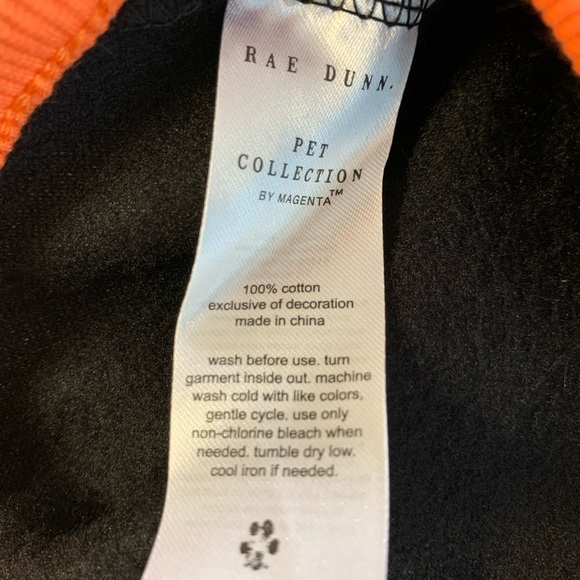 RAE DUNN.
PET
COLLECTION
BY MAGENTA™
100% cotton
exclusive of decoration
made in china
wash before use. turn
garment inside out. machine
wash cold with like colors,
gentle cycle. use only
non-chlorine bleach when
needed. tumble dry low.
cool iron if needed.